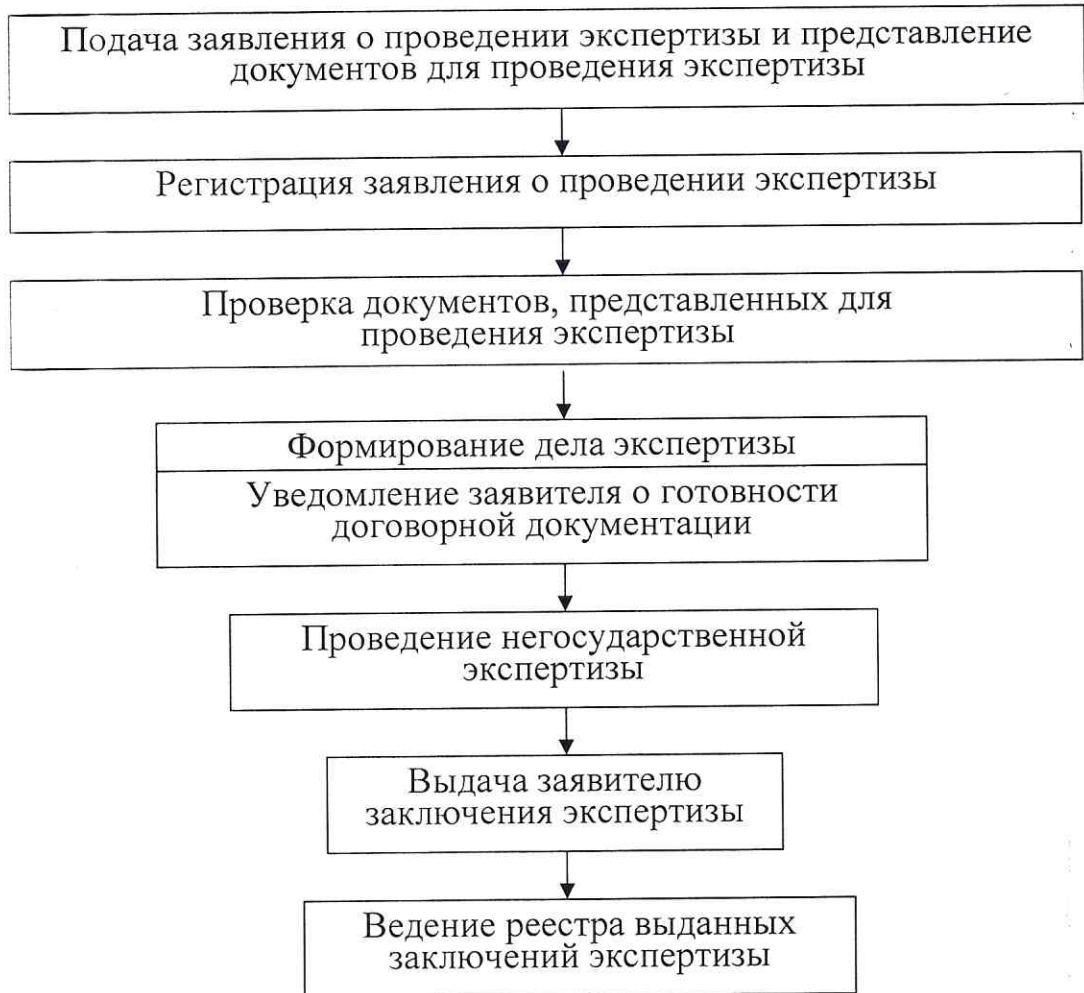 Подача заявления о проведении экспертизы и представление
документов для проведения экспертизы
Регистрация заявления о проведении экспертизы
Проверка документов, представленных для
проведения экспертизы
Формирование дела экспертизы
Уведомление заявителя о готовности
договорной документации
Проведение негосударственной
экспертизы
Выдача заявителю
заключения экспертизы
Ведение реестра выданных
заключений экспертизы